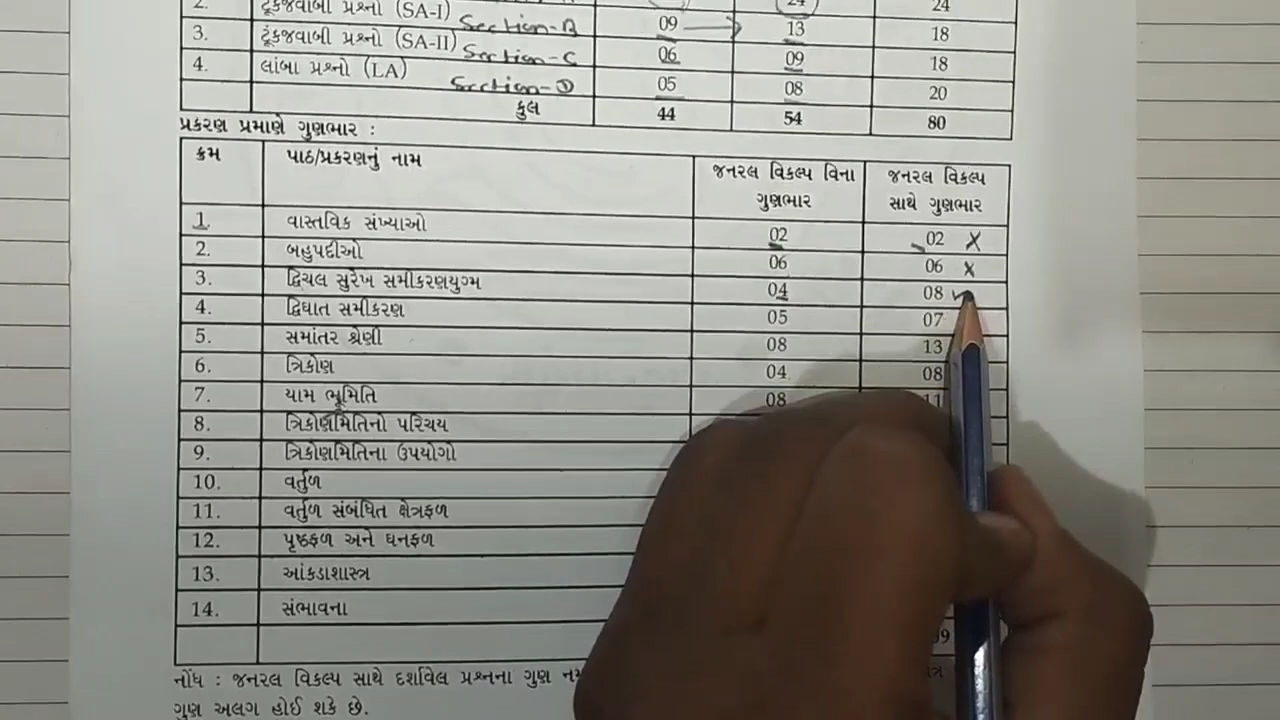 2. ટૂંકજવાબી પ્રશ્નો (SA-I) Section-B 09 13 18
3. ટૂંકજવાબી પ્રશ્નો (SA-II) Section-C 06 09 18
4. લાંબા પ્રશ્નો (LA) Section-D 05 08 20
કુલ 44 54 80
પ્રકરણ પ્રમાણે ગુણભાર :
ક્રમ પાઠ/પ્રકરણનું નામ જનરલ વિકલ્પ વિના ગુણભાર જનરલ વિકલ્પ સાથે ગુણભાર
1. વાસ્તવિક સંખ્યાઓ 02 02 ×
2. બહુપદીઓ 06 06 ×
3. દ્વિચલ સુરેખ સમીકરણયુગ્મ 04 08
4. દ્વિઘાત સમીકરણ 05 07
5. સમાંતર શ્રેણી 08 13
6. ત્રિકોણ 04 08
7. યામ ભૂમિતિ 08 11
8. ત્રિકોણમિતિનો પરિચય
9. ત્રિકોણમિતિના ઉપયોગો
10. વર્તુળ
11. વર્તુળ સંબંધિત ક્ષેત્રફળ
12. પૃષ્ઠફળ અને ઘનફળ
13. આંકડાશાસ્ત્ર
14. સંભાવના
નોંધ : જનરલ વિકલ્પ સાથે દર્શાવેલ પ્રશ્નના ગુણ
ગુણ અલગ હોઈ શકે છે.